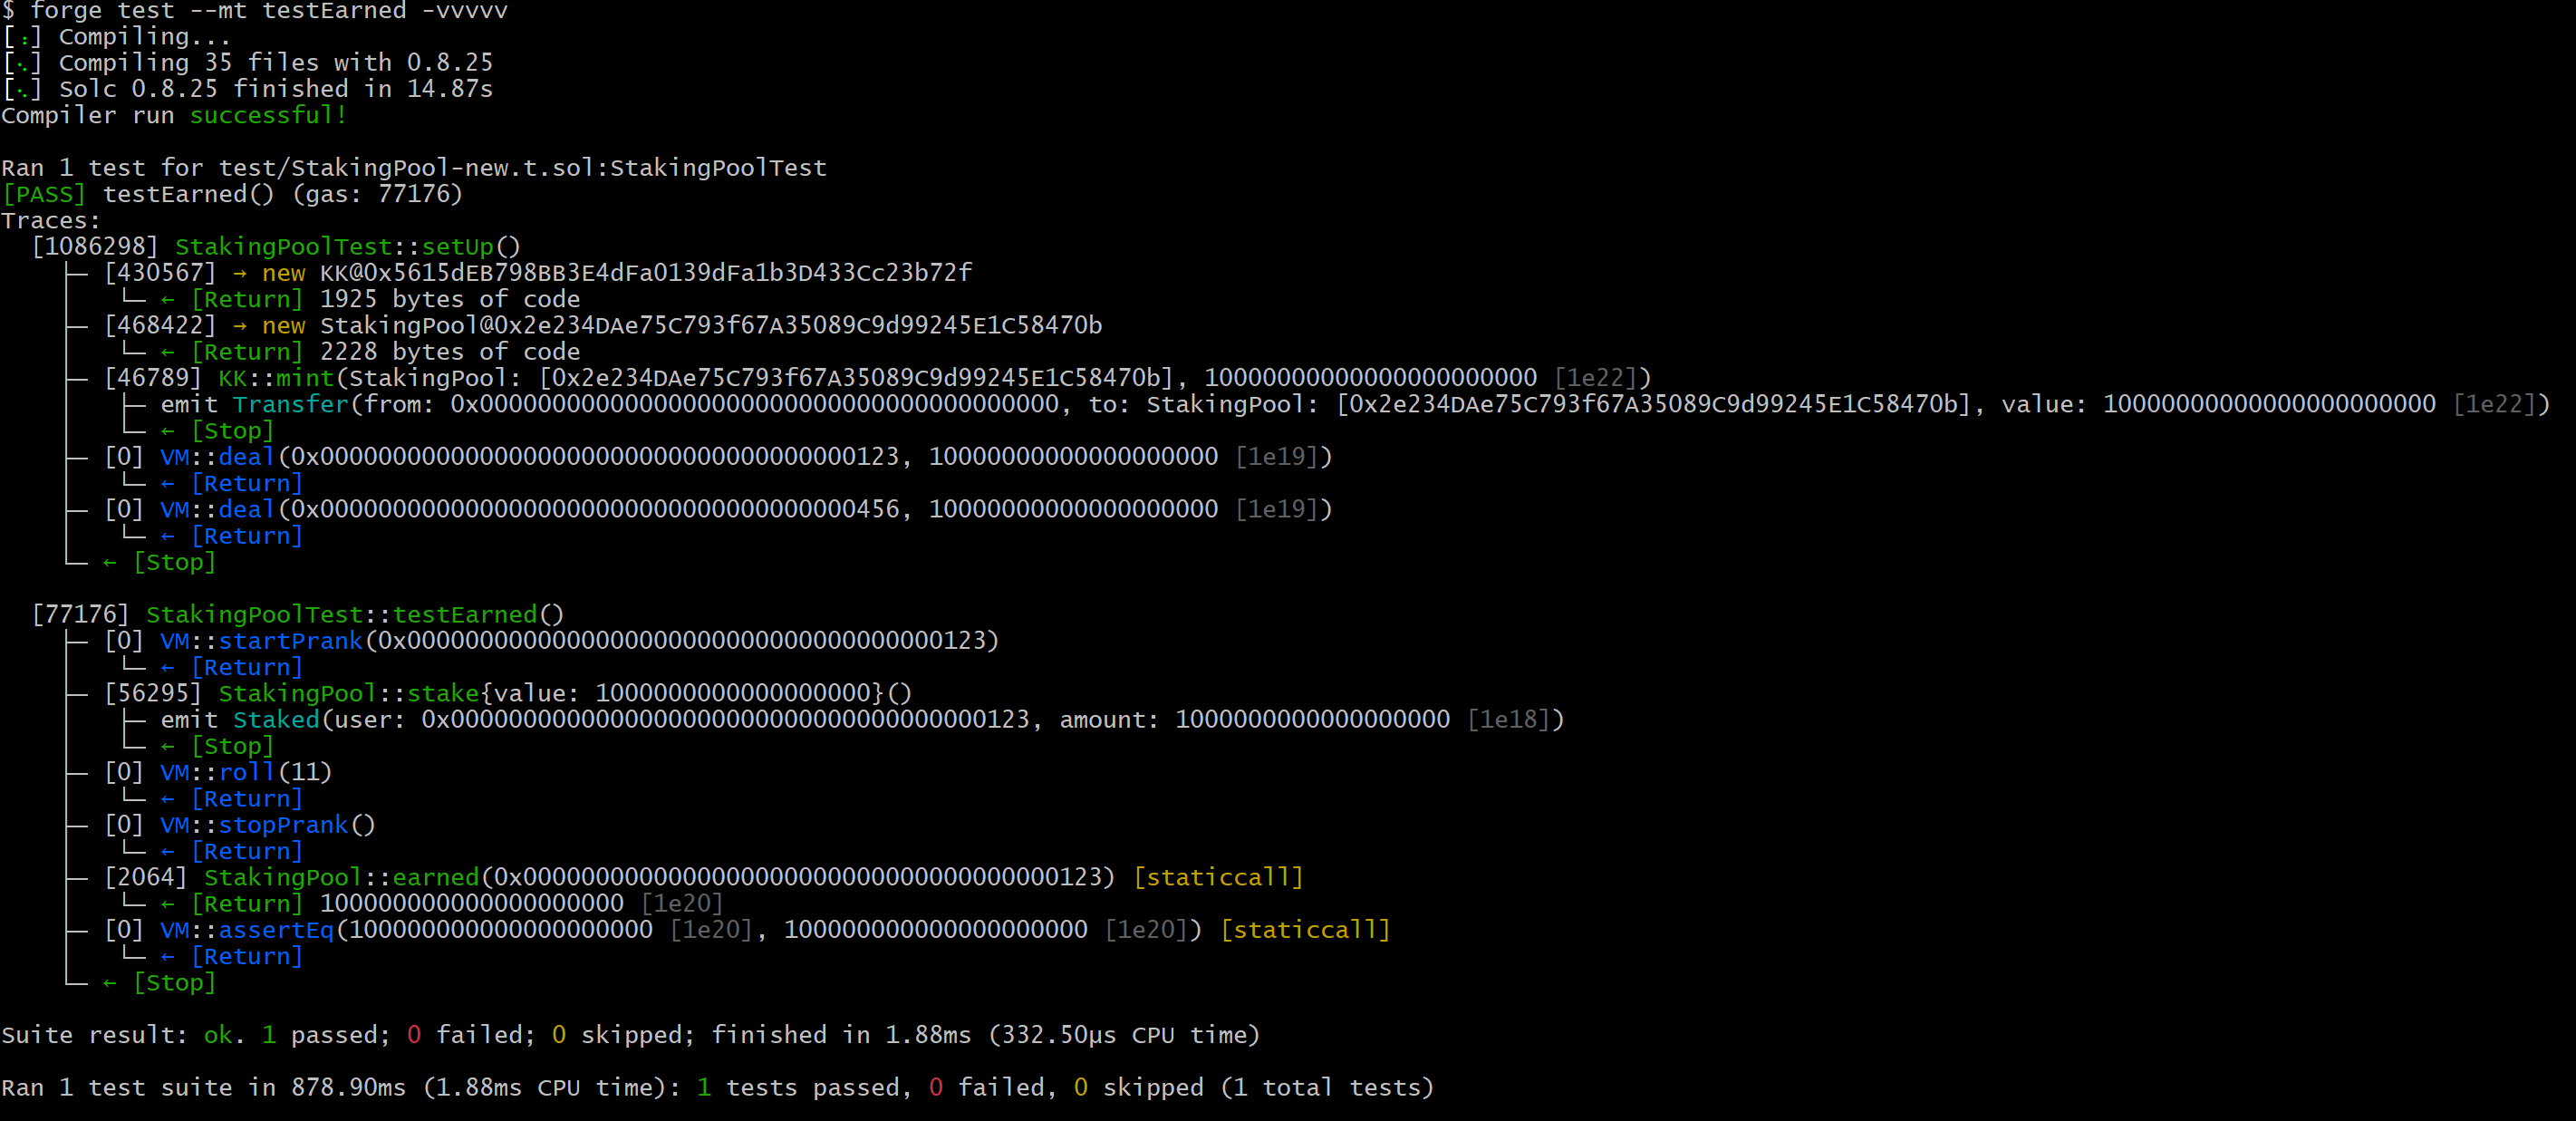 $ forge test --mt testEarned -vvvvv
[⠰] Compiling...
[⠢] Compiling 35 files with 0.8.25
[⠢] Solc 0.8.25 finished in 14.87s
Compiler run successful!

Ran 1 test for test/StakingPool-new.t.sol:StakingPoolTest
[PASS] testEarned() (gas: 77176)
Traces:
  [1086298] StakingPoolTest::setUp()
    ├─ [430567] → new KK@0x5615dEB798BB3E4dFa0139dFa1b3D433Cc23b72f
    │   └─ ← [Return] 1925 bytes of code
    ├─ [468422] → new StakingPool@0x2e234DAe75C793f67A35089C9d99245E1C58470b
    │   └─ ← [Return] 2228 bytes of code
    ├─ [46789] KK::mint(StakingPool: [0x2e234DAe75C793f67A35089C9d99245E1C58470b], 10000000000000000000000 [1e22])
    │   ├─ emit Transfer(from: 0x0000000000000000000000000000000000000000, to: StakingPool: [0x2e234DAe75C793f67A35089C9d99245E1C58470b], value: 10000000000000000000000 [1e22])
    │   └─ ← [Stop]
    ├─ [0] VM::deal(0x0000000000000000000000000000000000000123, 10000000000000000000 [1e19])
    │   └─ ← [Return]
    ├─ [0] VM::deal(0x0000000000000000000000000000000000000456, 10000000000000000000 [1e19])
    │   └─ ← [Return]
    └─ ← [Stop]

  [77176] StakingPoolTest::testEarned()
    ├─ [0] VM::startPrank(0x0000000000000000000000000000000000000123)
    │   └─ ← [Return]
    ├─ [56295] StakingPool::stake{value: 1000000000000000000}()
    │   ├─ emit Staked(user: 0x0000000000000000000000000000000000000123, amount: 1000000000000000000 [1e18])
    │   └─ ← [Stop]
    ├─ [0] VM::roll(11)
    │   └─ ← [Return]
    ├─ [0] VM::stopPrank()
    │   └─ ← [Return]
    ├─ [2064] StakingPool::earned(0x0000000000000000000000000000000000000123) [staticcall]
    │   └─ ← [Return] 100000000000000000000 [1e20]
    ├─ [0] VM::assertEq(100000000000000000000 [1e20], 100000000000000000000 [1e20]) [staticcall]
    │   └─ ← [Return]
    └─ ← [Stop]

Suite result: ok. 1 passed; 0 failed; 0 skipped; finished in 1.88ms (332.50µs CPU time)

Ran 1 test suite in 878.90ms (1.88ms CPU time): 1 tests passed, 0 failed, 0 skipped (1 total tests)